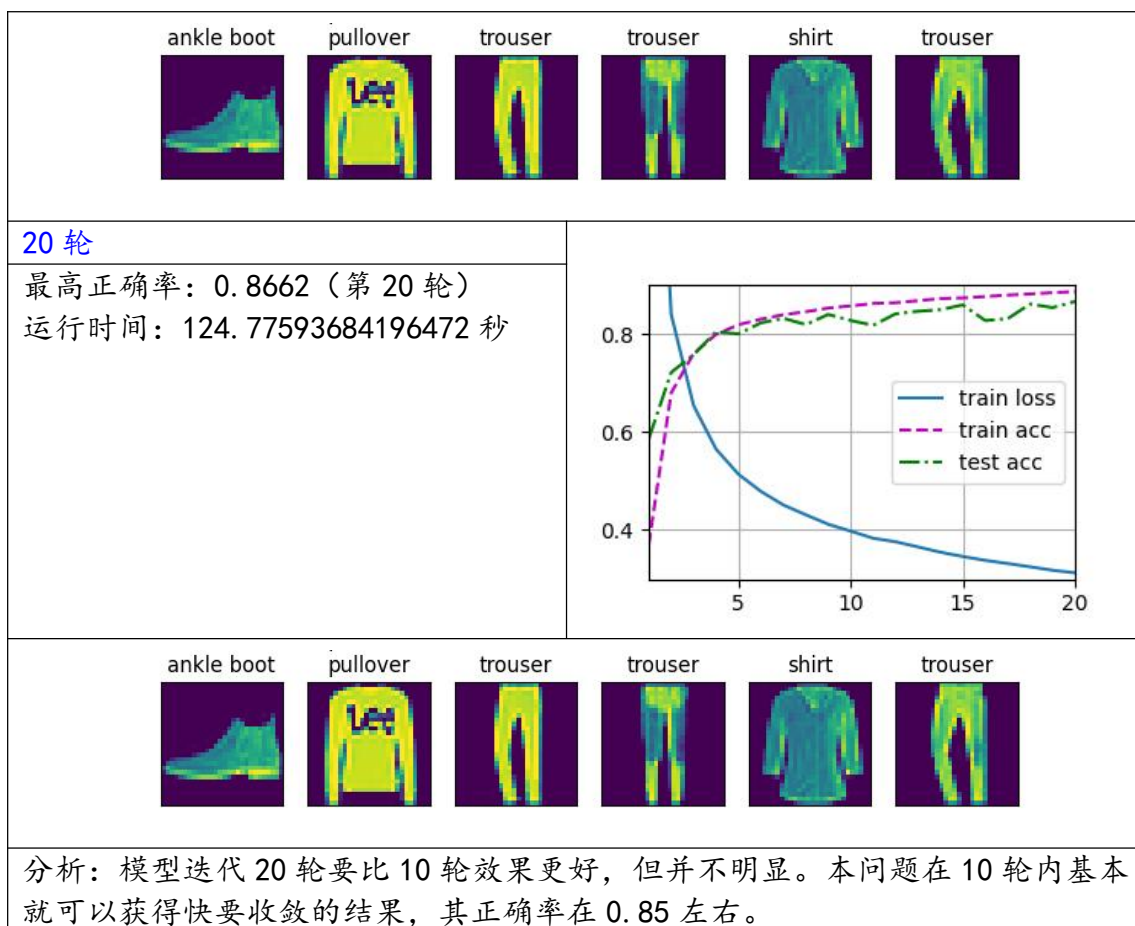 ankle boot pullover trouser trouser shirt trouser
Lee
20 轮
最高正确率：0.8662（第 20 轮）
运行时间：124.77593684196472 秒
0.8
0.6
0.4
train loss
train acc
test acc
5 10 15 20
ankle boot pullover trouser trouser shirt trouser
Lee
分析：模型迭代 20 轮要比 10 轮效果更好，但并不明显。本问题在 10 轮内基本
就可以获得快要收敛的结果，其正确率在 0.85 左右。